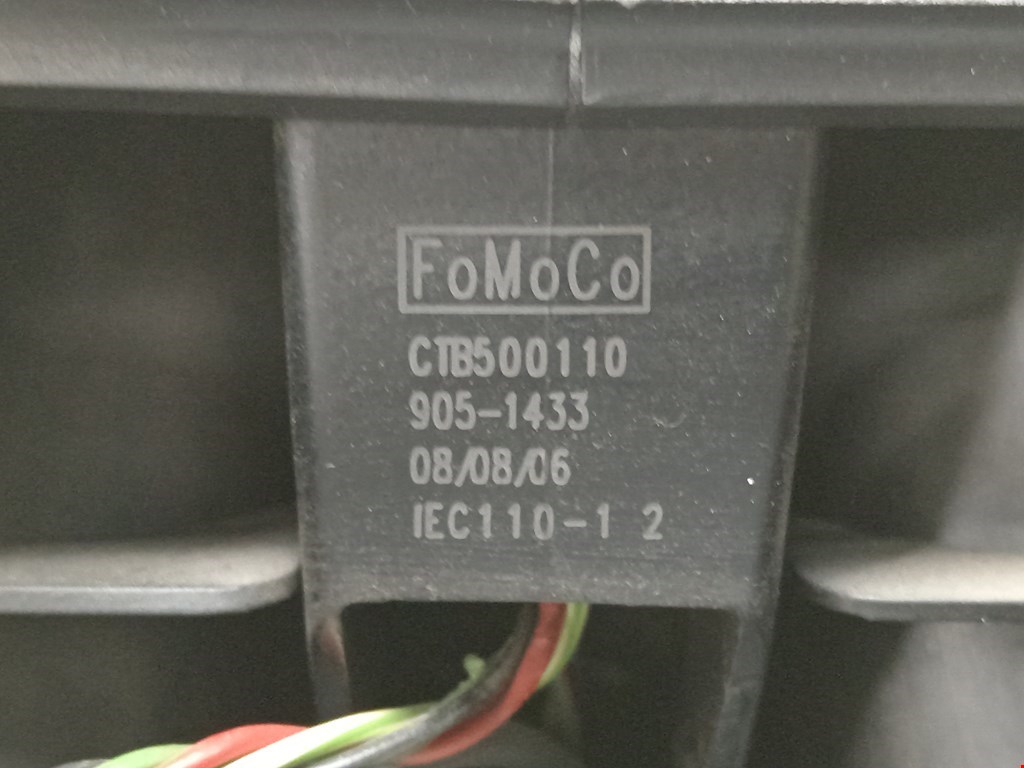 FoMoCo
CTB500110
905-1433
08/08/06
IEC110-1 2